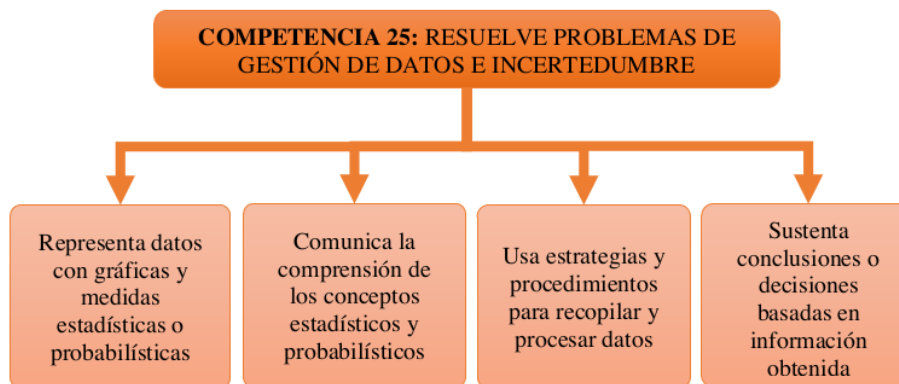 COMPETENCIA 25: RESUELVE PROBLEMAS DE
GESTIÓN DE DATOS E INCERTEDUMBRE
Representa datos
con gráficas y
medidas
estadísticas o
probabilísticas
Comunica la
comprensión de
los conceptos
estadísticos y
probabilísticos
Usa estrategias y
procedimientos
para recopilar y
procesar datos
Sustenta
conclusiones o
decisiones
basadas en
información
obtenida